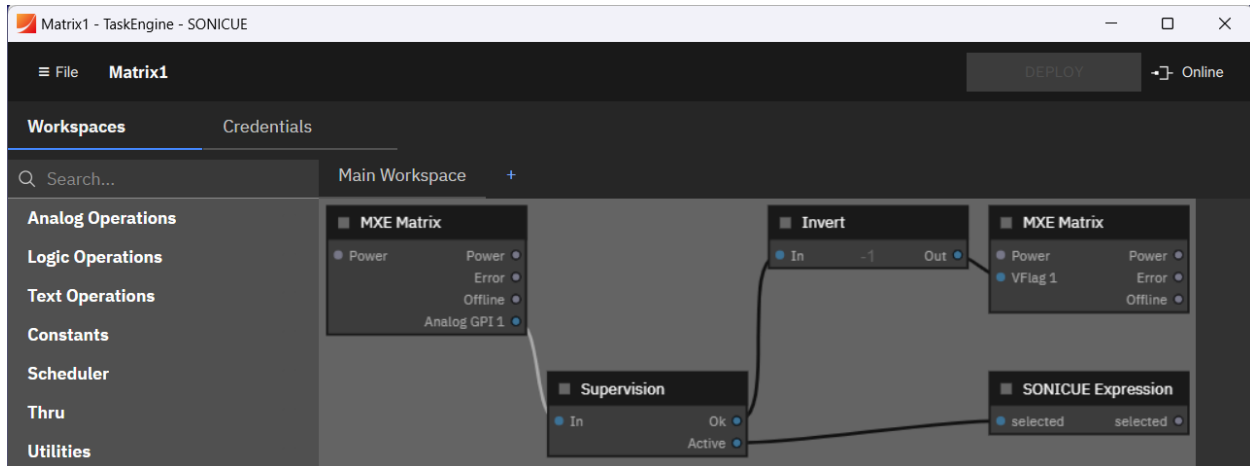 Matrix1 - TaskEngine - SONICUE
File Matrix1 DEPLOY Online
Workspaces Credentials
Search...
Main Workspace +
Analog Operations
Logic Operations
Text Operations
Constants
Scheduler
Thru
Utilities
MXE Matrix
Power Power
Error
Offline
Analog GPI 1
Supervision
In Ok
Active
Invert
In -1 Out
MXE Matrix
Power Power
VFlag 1 Error
Offline
SONICUE Expression
selected selected